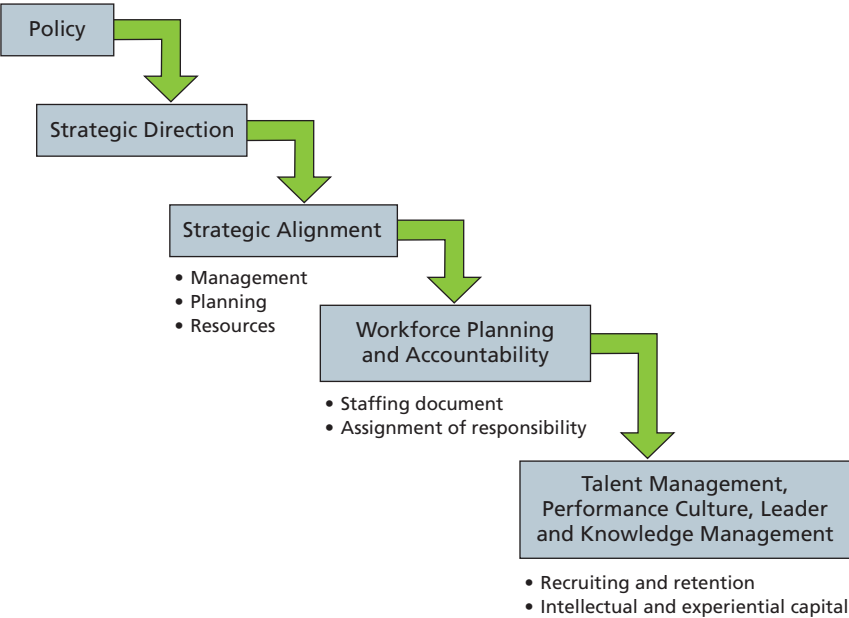 Policy
Strategic Direction
Strategic Alignment
• Management
• Planning
• Resources
Workforce Planning
and Accountability
• Staffing document
• Assignment of responsibility
Talent Management,
Performance Culture, Leader
and Knowledge Management
• Recruiting and retention
• Intellectual and experiential capital